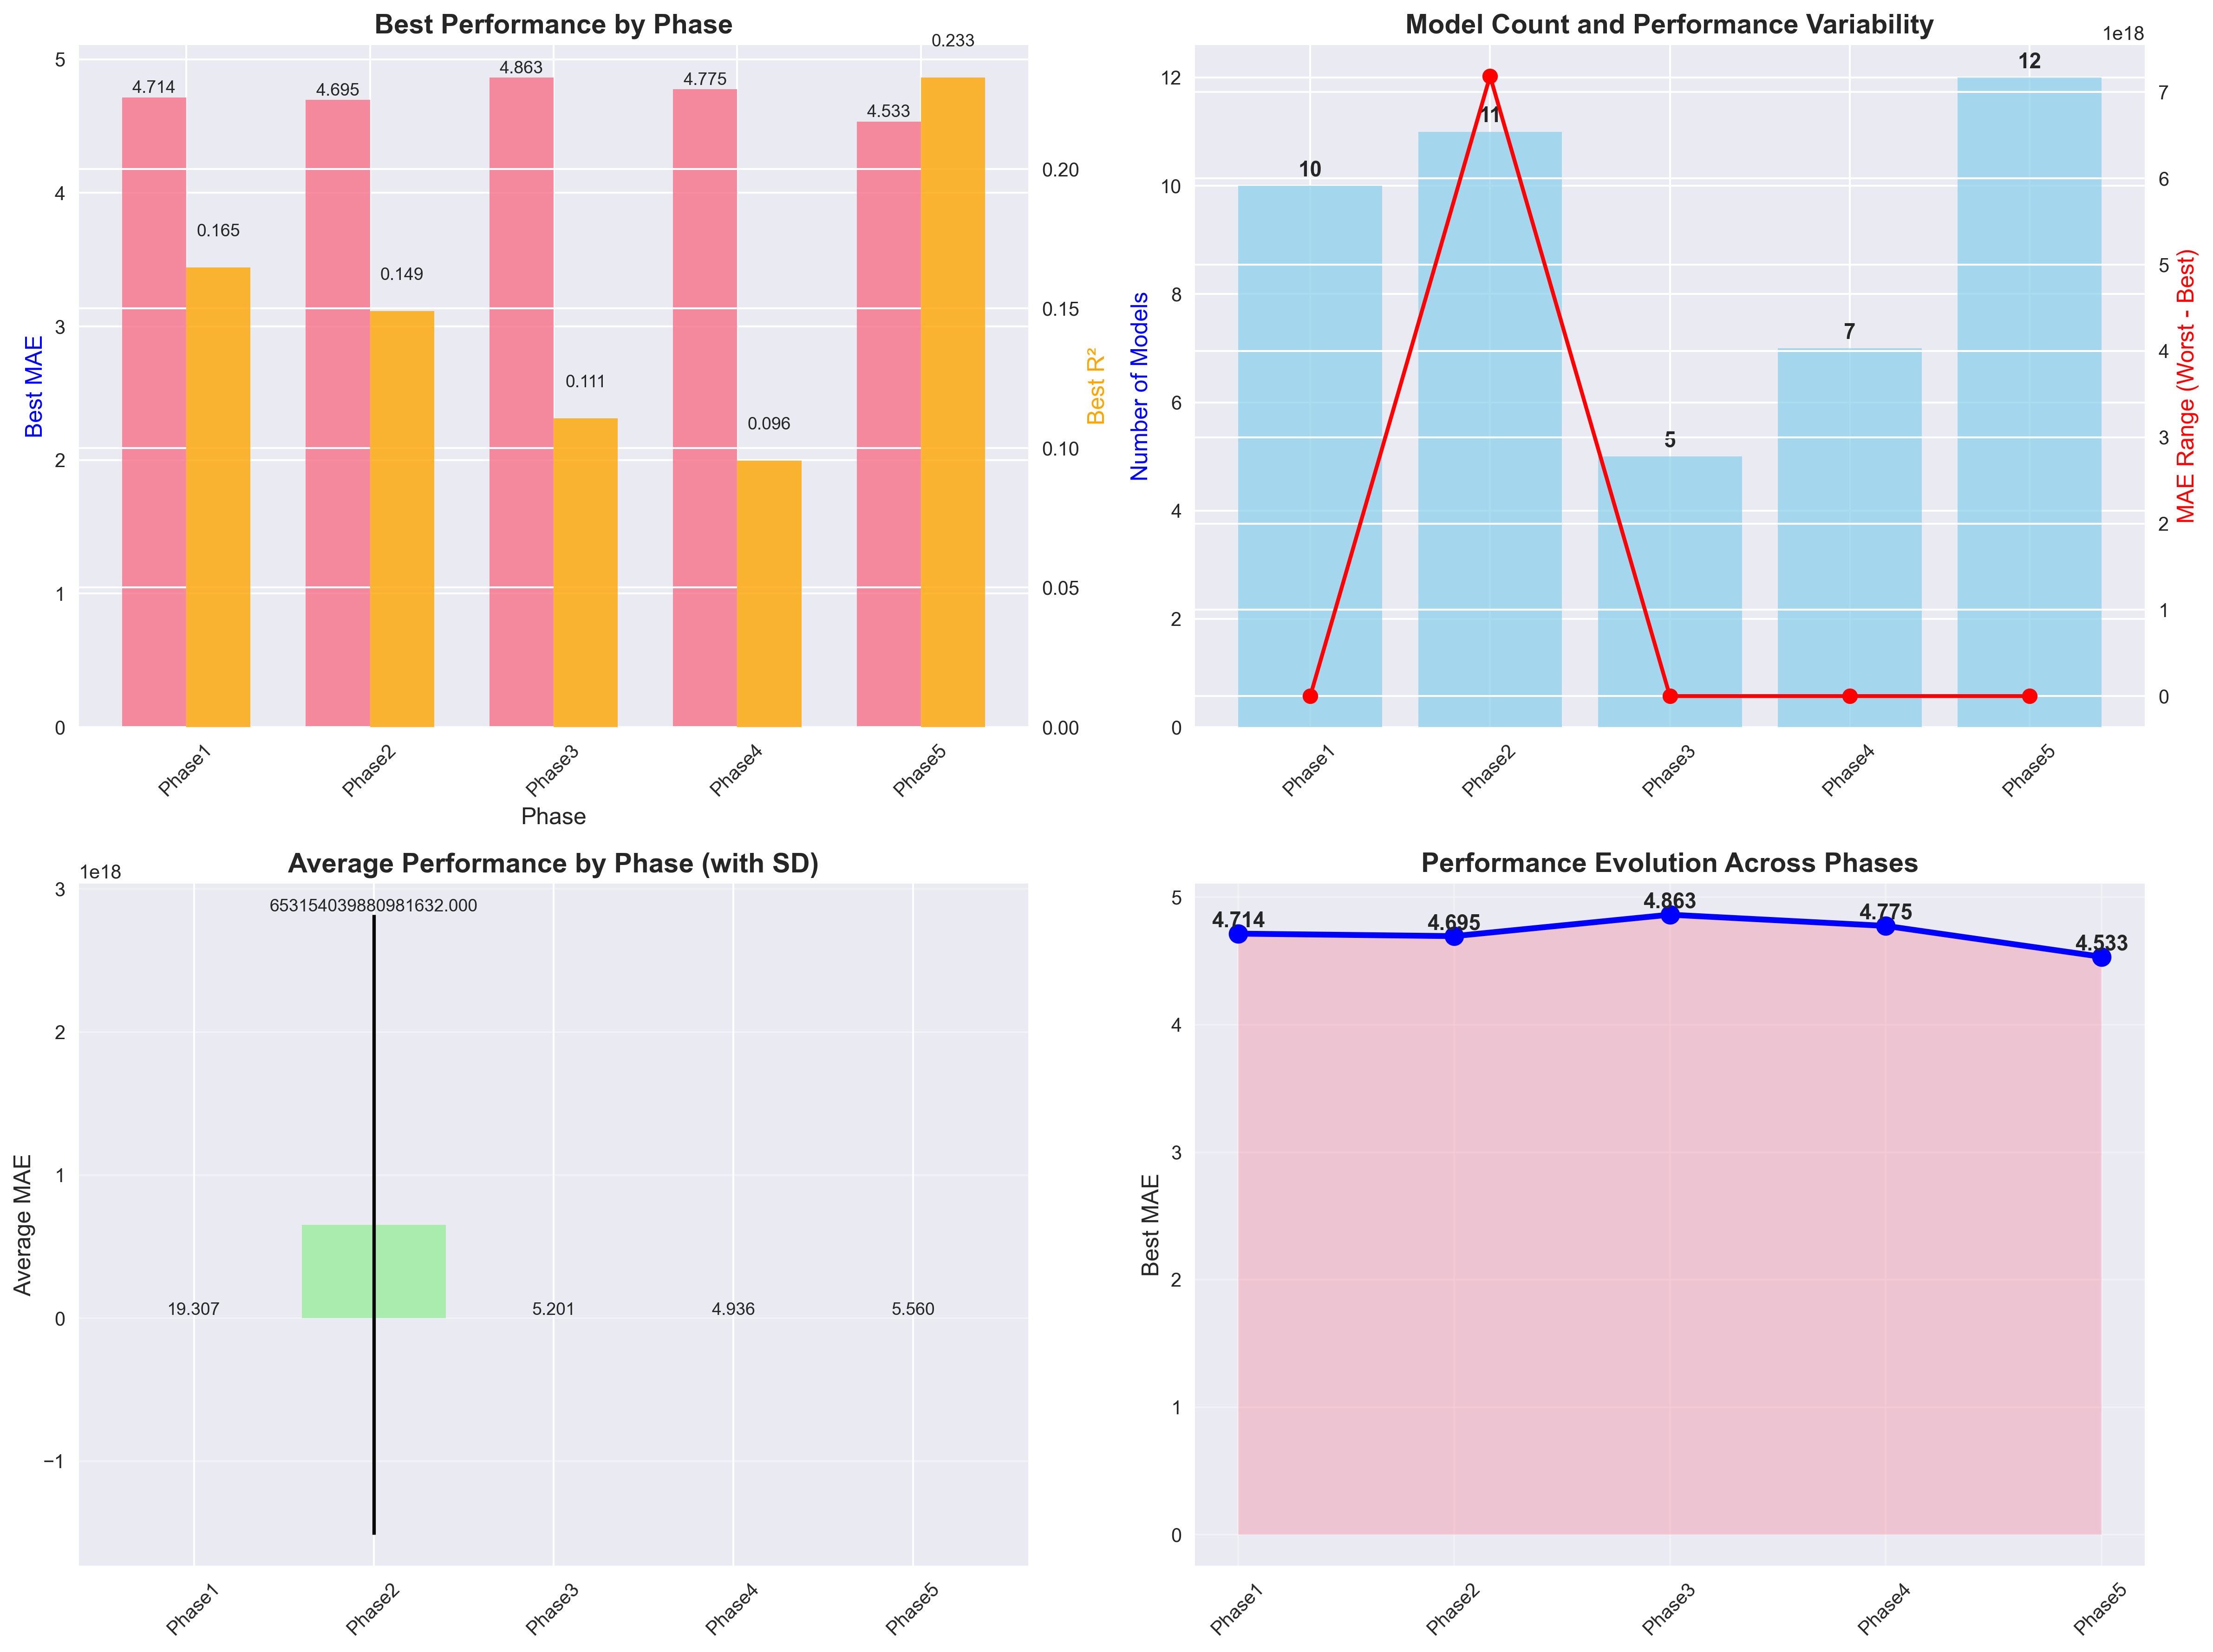 Best Performance by Phase
5
4
3
2
1
0
Best MAE
4.714
4.695
4.863
4.775
4.533
0.165
0.149
0.111
0.096
0.233
0.20
0.15
0.10
0.05
0.00
Best R²
Phase1
Phase2
Phase3
Phase4
Phase5
Phase
Model Count and Performance Variability
1e18
12
10
8
6
4
2
0
Number of Models
10
11
5
7
12
7
6
5
4
3
2
1
0
MAE Range (Worst - Best)
Phase1
Phase2
Phase3
Phase4
Phase5
Average Performance by Phase (with SD)
1e18
3
2
1
0
−1
Average MAE
19.307
653154039880981632.000
5.201
4.936
5.560
Phase1
Phase2
Phase3
Phase4
Phase5
Performance Evolution Across Phases
5
4
3
2
1
0
Best MAE
4.714
4.695
4.863
4.775
4.533
Phase1
Phase2
Phase3
Phase4
Phase5